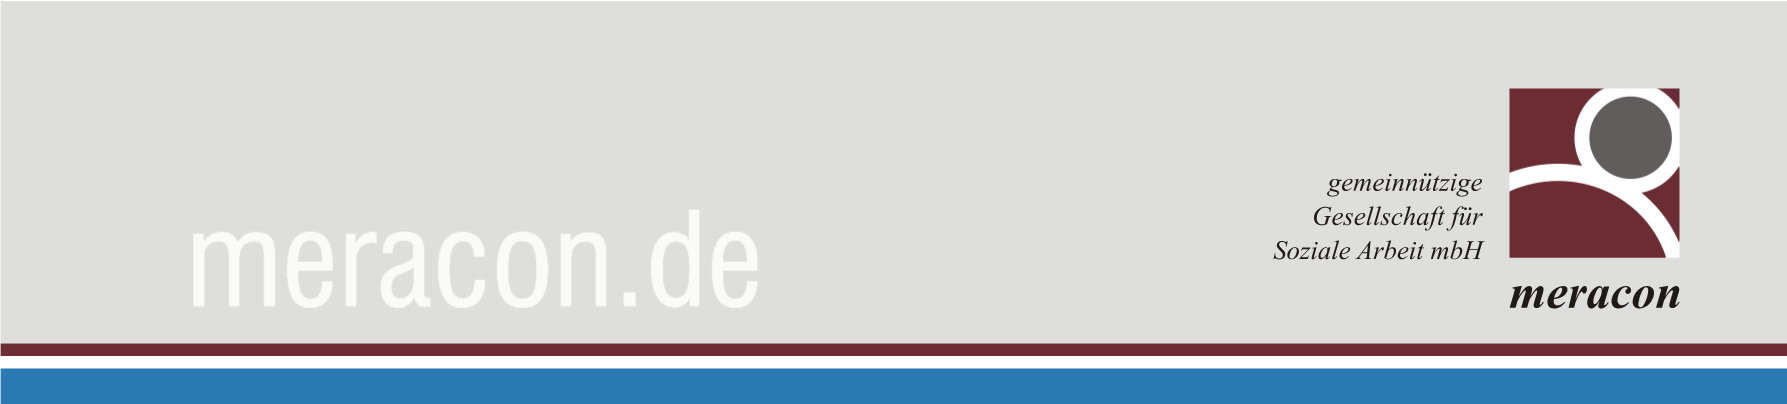 meracon.de
gemeinnützige
Gesellschaft für
Soziale Arbeit mbH
meracon